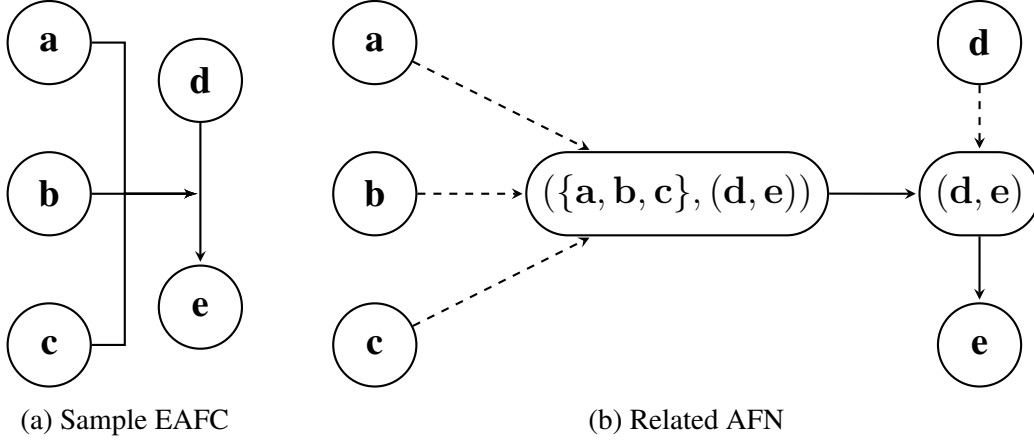 a
b
c
d
e
(a) Sample EAFC
a
b
c
({a, b, c}, (d, e))
d
(d, e)
e
(b) Related AFN